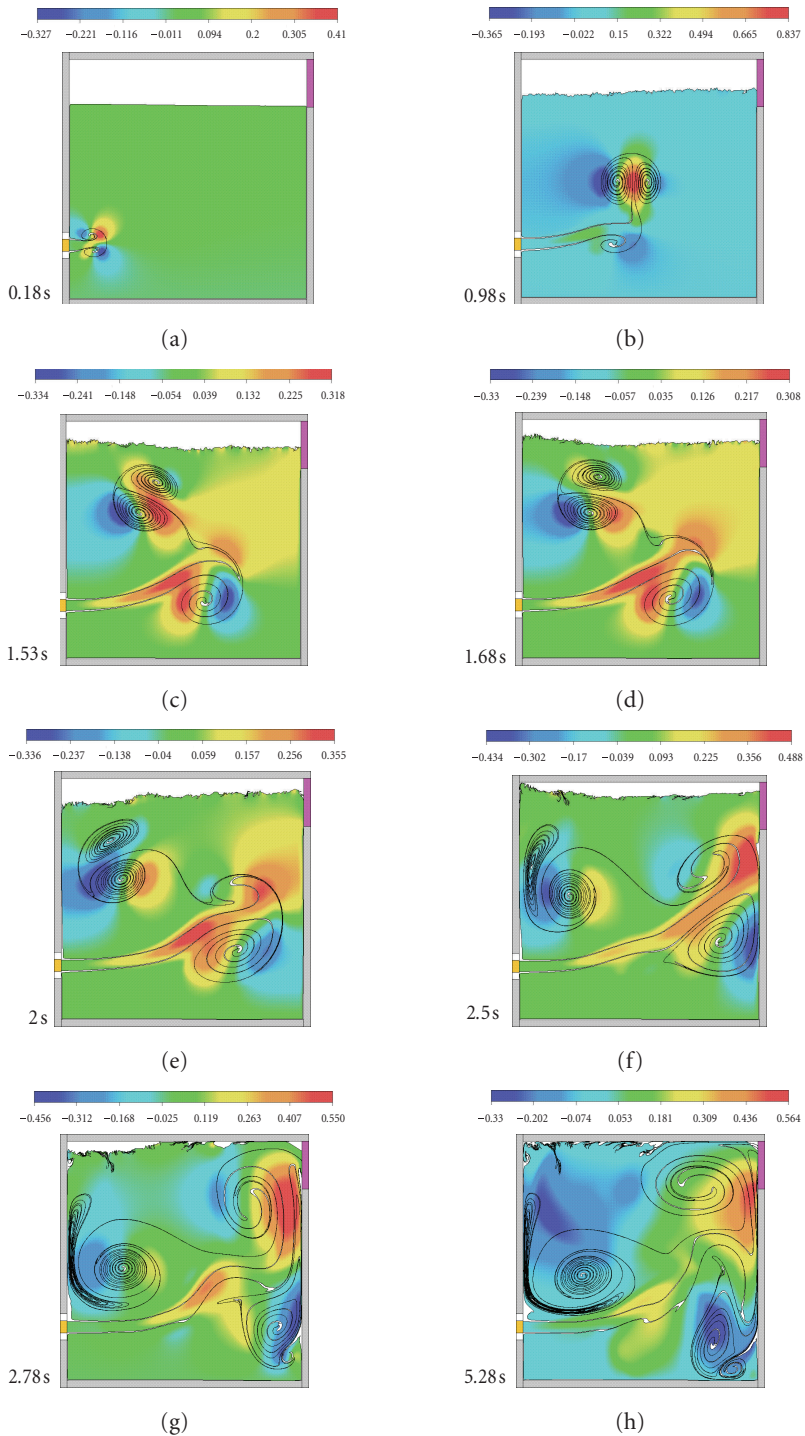 −0.327 −0.221 −0.116 −0.011 0.094 0.2 0.305 0.41
0.18 s
(a)
−0.365 −0.193 −0.022 0.15 0.322 0.494 0.665 0.837
0.98 s
(b)
−0.334 −0.241 −0.148 −0.054 0.039 0.132 0.225 0.318
1.53 s
(c)
−0.33 −0.239 −0.148 −0.057 0.035 0.126 0.217 0.308
1.68 s
(d)
−0.336 −0.237 −0.138 −0.04 0.059 0.157 0.256 0.355
2 s
(e)
−0.434 −0.302 −0.17 −0.039 0.093 0.225 0.356 0.488
2.5 s
(f)
−0.456 −0.312 −0.168 −0.025 0.119 0.263 0.407 0.550
2.78 s
(g)
−0.33 −0.202 −0.074 0.053 0.181 0.309 0.436 0.564
5.28 s
(h)